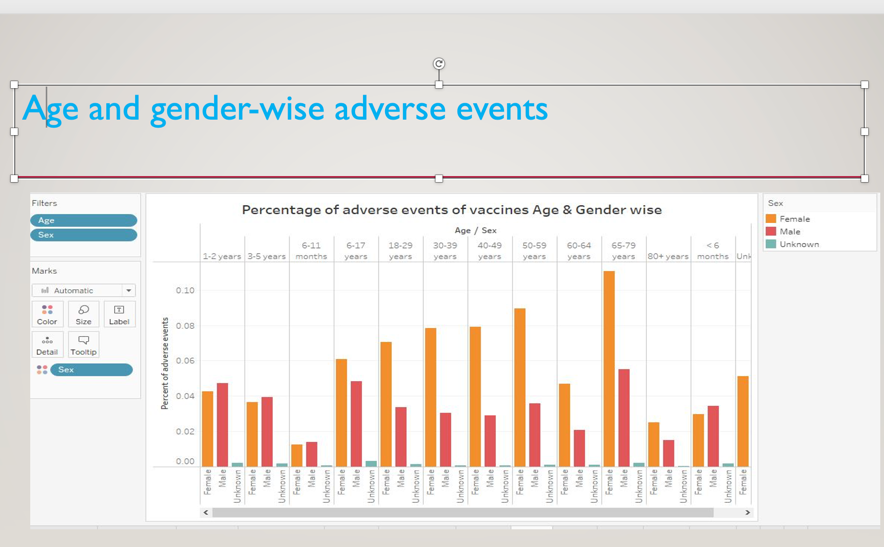 Age and gender-wise adverse events
Filters
Age
Sex
Marks
Automatic
Color
Size
Label
Detail
Tooltip
Sex
Percentage of adverse events of vaccines Age & Gender wise
Age / Sex
1-2 years
3-5 years
6-11 months
6-17 years
18-29 years
30-39 years
40-49 years
50-59 years
60-64 years
65-79 years
80+ years
< 6 months
Unk
Percent of adverse events
0.10
0.08
0.06
0.04
0.02
0.00
Female
Male
Unknown
Female
Male
Unknown
Female
Male
Unknown
Female
Male
Unknown
Female
Male
Unknown
Female
Male
Unknown
Female
Male
Unknown
Female
Male
Unknown
Female
Male
Unknown
Female
Male
Unknown
Female
Male
Unknown
Female
Male
Unknown
Female
Sex
Female
Male
Unknown